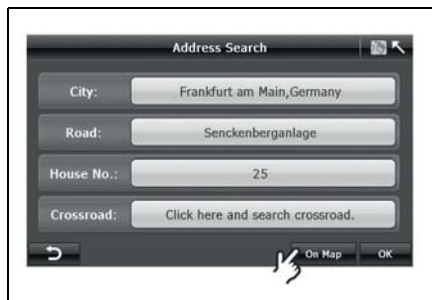 Address Search
City: Frankfurt am Main,Germany
Road: Senckenberganlage
House No.: 25
Crossroad: Click here and search crossroad.
On Map OK